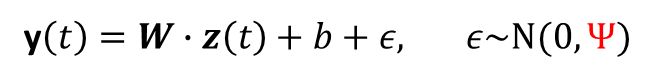 y(t) = W · z(t) + b + ϵ, ϵ~N(0, Ψ)